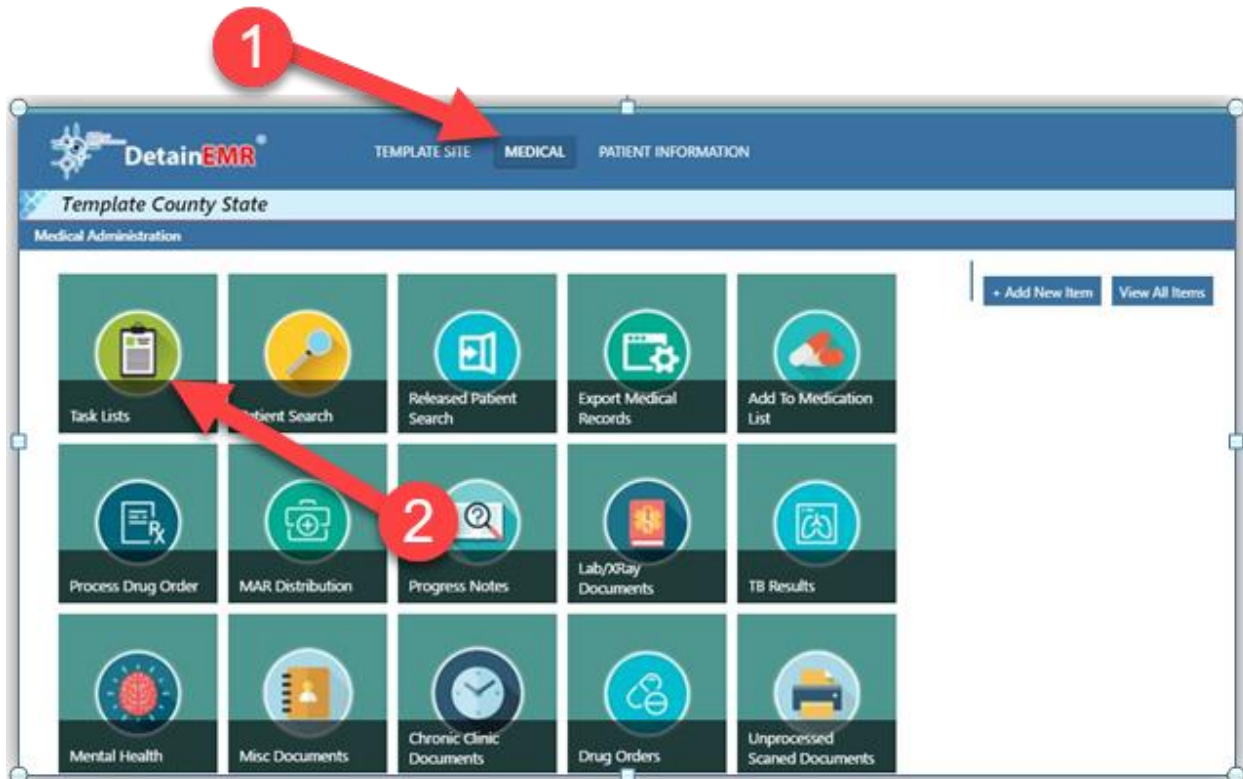 1
DetainEMR®
TEMPLATE SITE MEDICAL PATIENT INFORMATION
Template County State
Medical Administration
+ Add New Item View All Items
Task Lists
Patient Search
Released Patient
Search
Export Medical
Records
Add To Medication
List
2
Process Drug Order
MAR Distribution
Progress Notes
Lab/XRay
Documents
TB Results
Mental Health
Misc Documents
Chronic Clinic
Documents
Drug Orders
Unprocessed
Scaned Documents